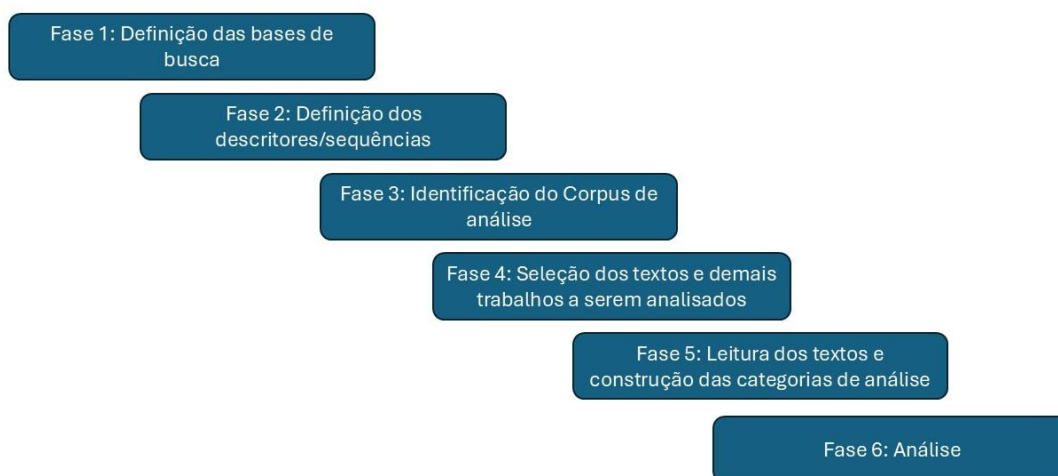 Fase 1: Definição das bases de
busca
Fase 2: Definição dos
descritores/sequências
Fase 3: Identificação do Corpus de
análise
Fase 4: Seleção dos textos e demais
trabalhos a serem analisados
Fase 5: Leitura dos textos e
construção das categorias de análise
Fase 6: Análise